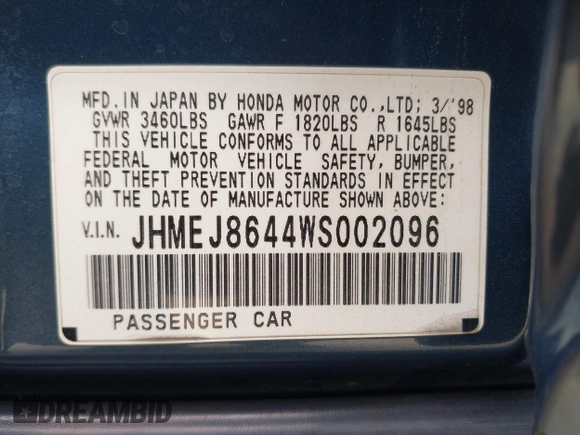 MFD. IN JAPAN BY HONDA MOTOR CO.,LTD; 3/'98
GVWR 3460LBS GAWR F 1820LBS R 1645LBS
THIS VEHICLE CONFORMS TO ALL APPLICABLE
FEDERAL MOTOR VEHICLE SAFETY, BUMPER,
AND THEFT PREVENTION STANDARDS IN EFFECT
ON THE DATE OF MANUFACTURE SHOWN ABOVE:
V.I.N. JHMEJ8644WS002096
PASSENGER CAR
DREAMBID